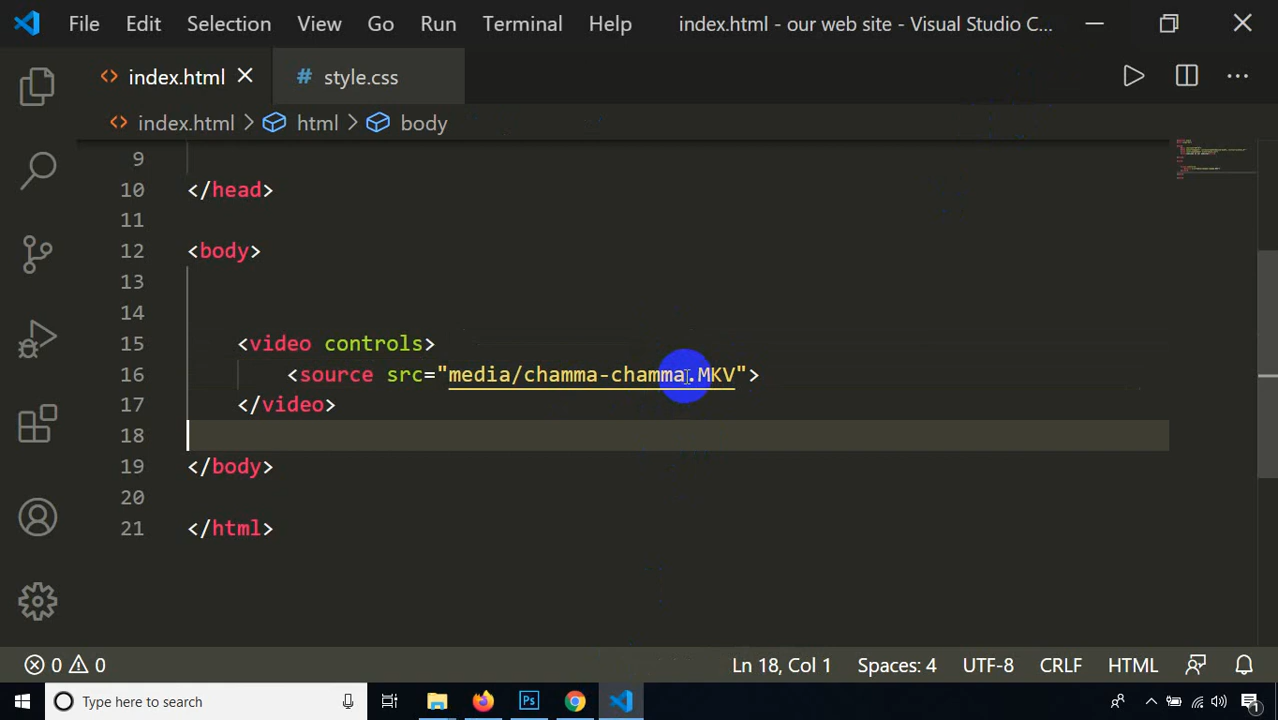 File Edit Selection View Go Run Terminal Help index.html - our web site - Visual Studio C...
index.html # style.css
index.html > html > body
9
10 </head>
11
12 <body>
13
14
15 <video controls>
16 <source src="media/chamma-chamma.MKV">
17 </video>
18
19 </body>
20
21 </html>
0 0 Ln 18, Col 1 Spaces: 4 UTF-8 CRLF HTML
Type here to search Ps 1